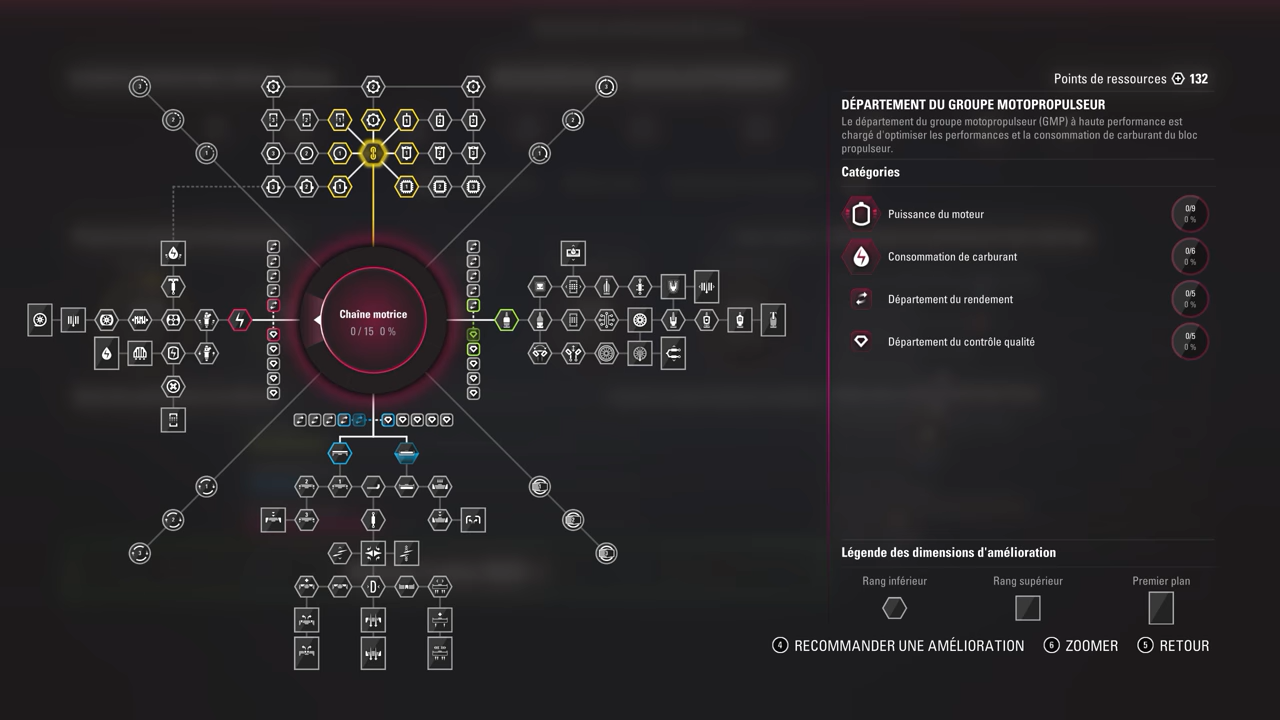 Points de ressources 132
DÉPARTEMENT DU GROUPE MOTOPROPULSEUR
Le département du groupe motopropulseur (GMP) à haute performance est
chargé d'optimiser les performances et la consommation de carburant du bloc
propulseur.
Catégories
Puissance du moteur
0/9
0 %
Consommation de carburant
0/6
0 %
Département du rendement
0/5
0 %
Département du contrôle qualité
0/5
0 %
Chaîne motrice
0 / 15 0 %
Légende des dimensions d'amélioration
Rang inférieur
Rang supérieur
Premier plan
4 RECOMMANDER UNE AMÉLIORATION
6 ZOOMER
5 RETOUR